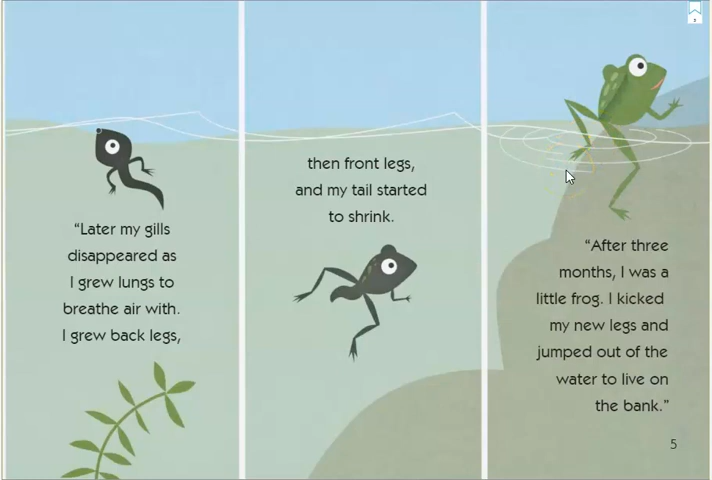 "Later my gills
disappeared as
I grew lungs to
breathe air with.
I grew back legs,
then front legs,
and my tail started
to shrink.
"After three
months, I was a
little frog. I kicked
my new legs and
jumped out of the
water to live on
the bank."
5